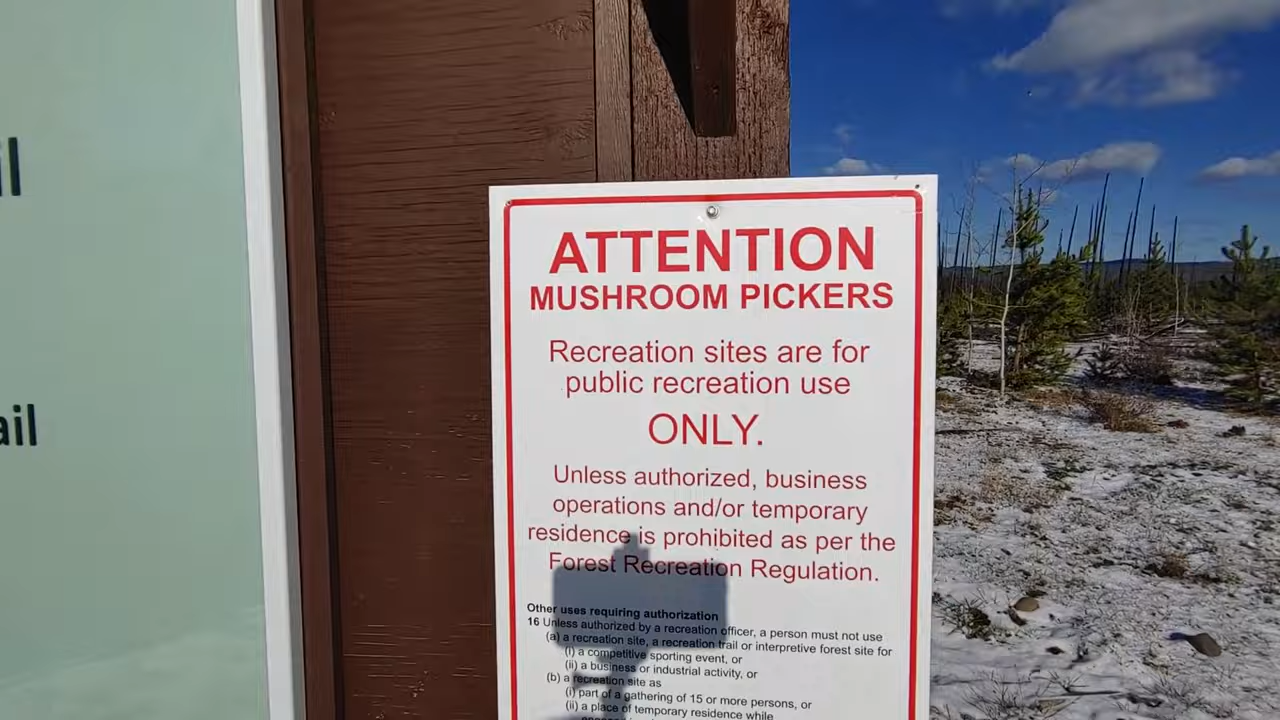 il
ail
ATTENTION
MUSHROOM PICKERS
Recreation sites are for
public recreation use
ONLY.
Unless authorized, business
operations and/or temporary
residence is prohibited as per the
Forest Recreation Regulation.
Other uses requiring authorization
16 Unless authorized by a recreation officer, a person must not use
(a) a recreation site, a recreation trail or interpretive forest site for
(i) a competitive sporting event, or
(ii) a business or industrial activity, or
(b) a recreation site as
(i) part of a gathering of 15 or more persons, or
(ii) a place of temporary residence while